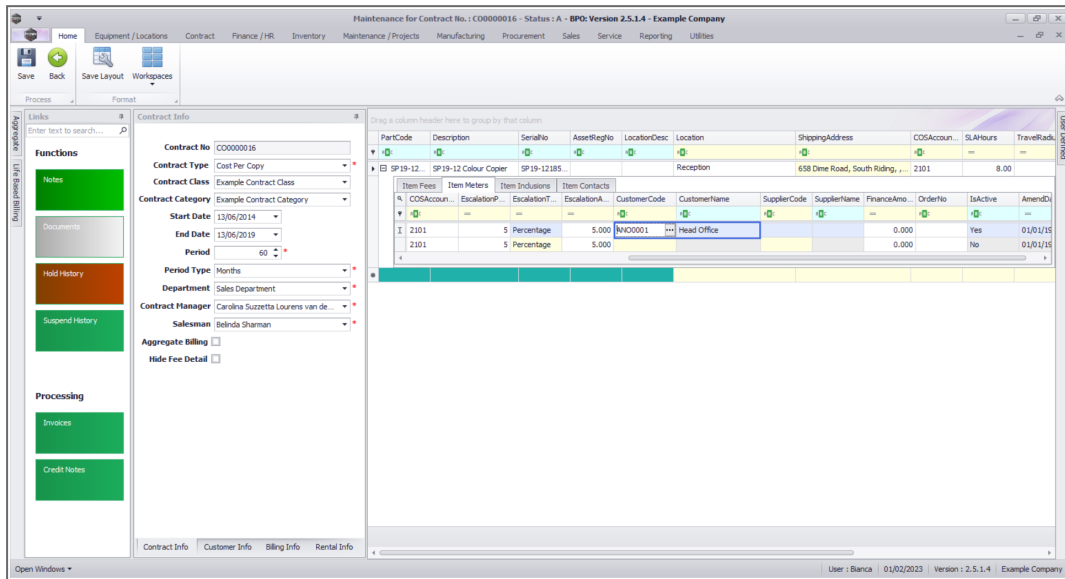 Maintenance for Contract No. : CO0000016 - Status : A - BPO: Version 2.5.1.4 - Example Company
Home Equipment / Locations Contract Finance / HR Inventory Maintenance / Projects Manufacturing Procurement Sales Service Reporting Utilities
Save Back Save Layout Workspaces
Process Format
Aggregate
Life Based Billing
Links
Enter text to search...
Functions
Notes
Documents
Hold History
Suspend History
Processing
Invoices
Credit Notes
Contract Info
Contract No CO0000016
Contract Type Cost Per Copy *
Contract Class Example Contract Class
Contract Category Example Contract Category *
Start Date 13/06/2014
End Date 13/06/2019
Period 60 *
Period Type Months *
Department Sales Department *
Contract Manager Carolina Suzzetta Lourens van de... *
Salesman Belinda Sharman *
Aggregate Billing
Hide Fee Detail
Contract Info Customer Info Billing Info Rental Info
Drag a column header here to group by that column
PartCode Description SerialNo AssetRegNo LocationDesc Location ShippingAddress COSAccoun... SLAHours TravelRadiu
SP19-12... SP19-12 Colour Copier SP19-12185... Reception 658 Dime Road, South Riding, ,... 2101 8.00
Item Fees Item Meters Item Inclusions Item Contacts
COSAccoun... EscalationP... EscalationT... EscalationA... CustomerCode CustomerName SupplierCode SupplierName FinanceAmo... OrderNo IsActive AmendDa
2101 5 Percentage 5.000 ANO0001 ... Head Office 0.000 Yes 01/01/19
2101 5 Percentage 5.000 0.000 No 01/01/19
User Defined
Open Windows
User : Bianca 01/02/2023 Version : 2.5.1.4 Example Company